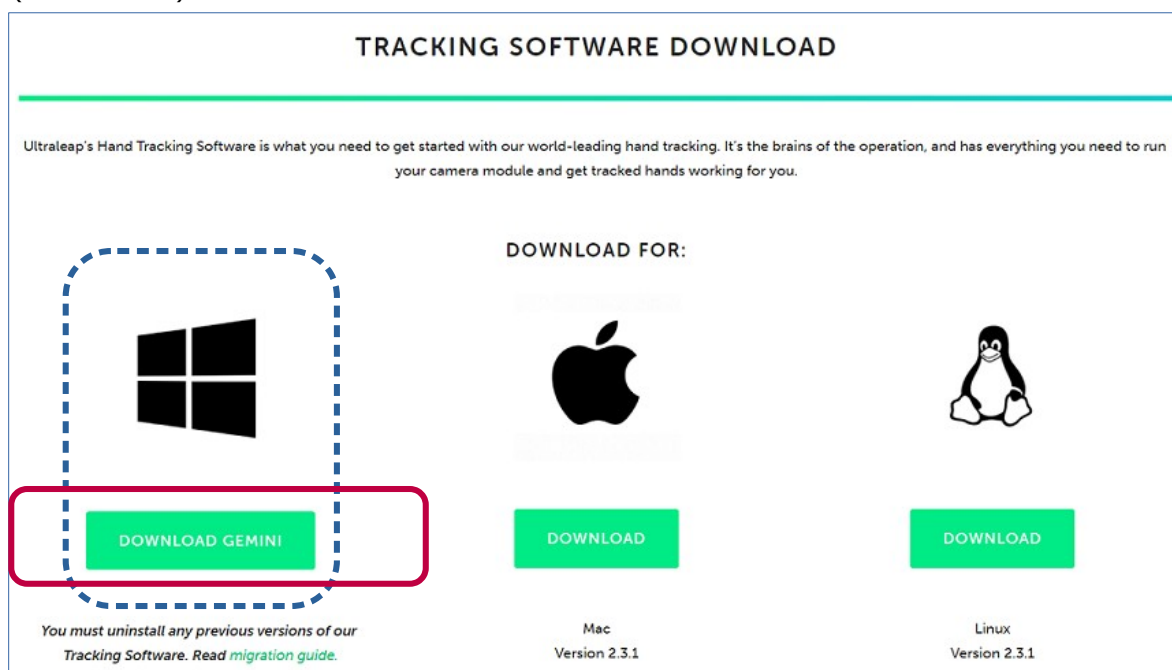 TRACKING SOFTWARE DOWNLOAD
Ultraleap's Hand Tracking Software is what you need to get started with our world-leading hand tracking. It's the brains of the operation, and has everything you need to run
your camera module and get tracked hands working for you.
DOWNLOAD FOR:
DOWNLOAD GEMINI
DOWNLOAD
DOWNLOAD
You must uninstall any previous versions of our
Tracking Software. Read migration guide.
Mac
Version 2.3.1
Linux
Version 2.3.1